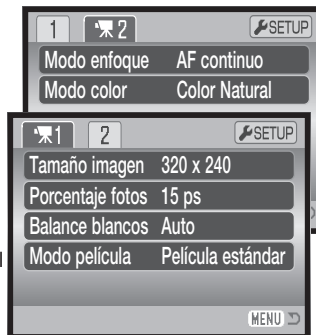 1 2 SETUP
Modo enfoque AF continuo
Modo color Color Natural
1 2 SETUP
Tamaño imagen 320 x 240
Porcentaje fotos 15 ps
Balance blancos Auto
Modo película Película estándar
MENU